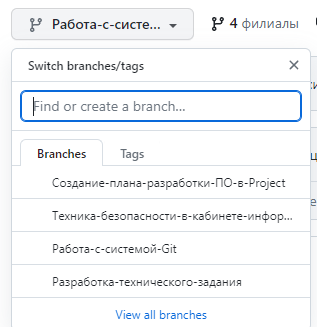 Работа-с-систе...
4 филиалы
Switch branches/tags
Find or create a branch...
Branches
Tags
Создание-плана-разработки-ПО-в-Project
Техника-безопасности-в-кабинете-инфор...
Работа-с-системой-Git
Разработка-технического-задания
View all branches